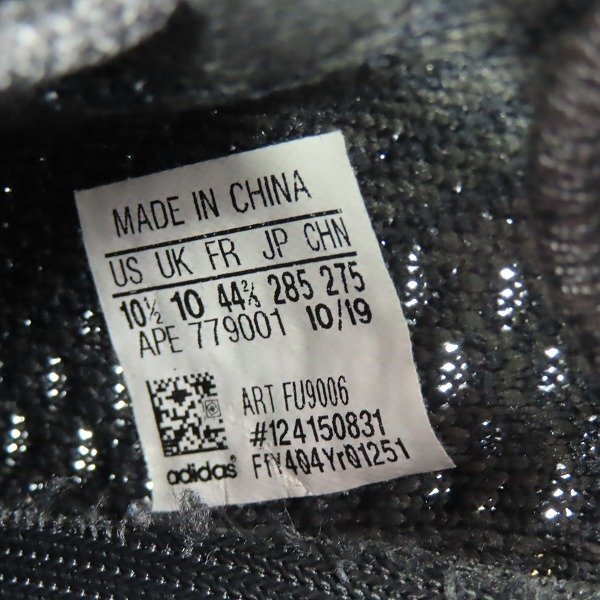 MADE IN CHINA
US UK FR JP CHN
10½ 10 44⅔ 285 275
APE 779001 10/19
ART FU9006
#124150831
adidas